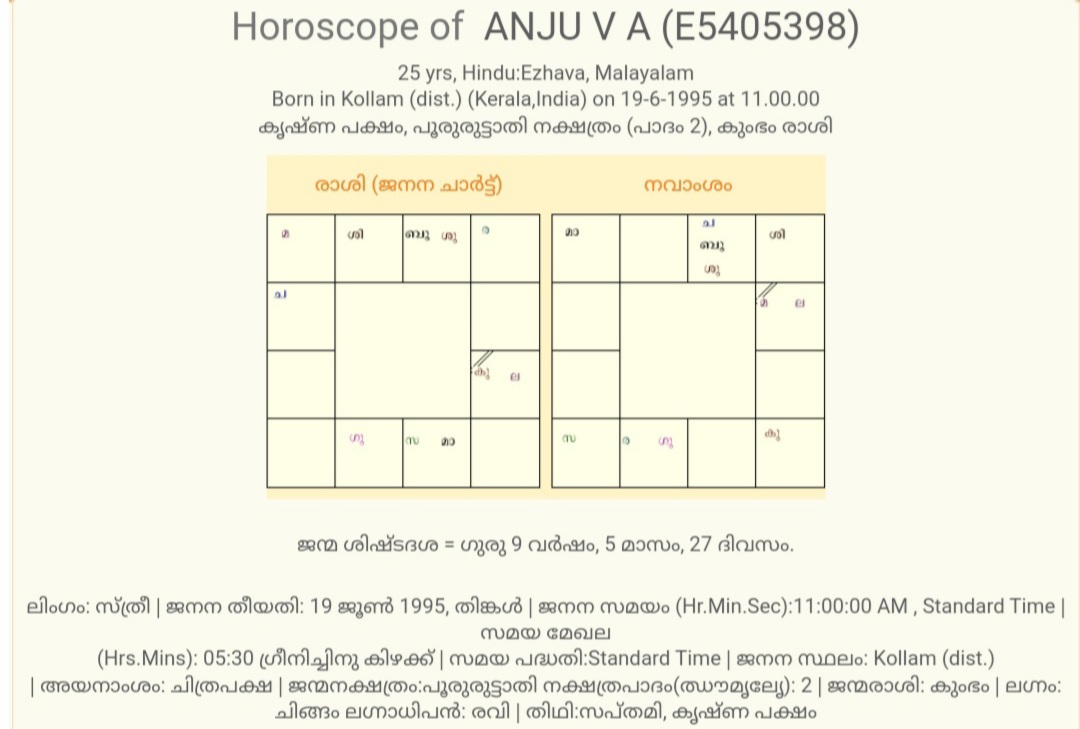 Horoscope of ANJU V A (E5405398)
25 yrs, Hindu:Ezhava, Malayalam
Born in Kollam (dist.) (Kerala,India) on 19-6-1995 at 11.00.00
കൃഷ്ണ പക്ഷം, പൂരുരുട്ടാതി നക്ഷത്രം (പാദം 2), കുംഭം രാശി
രാശി (ജനന ചാർട്ട്) നവാംശം
മ ശി ബു ശു ര മാ ച ബു ശു ശി
ച മ ല
കു ല
ഗു സ മാ സ ര ഗു കു
ജന്മ ശിഷ്ടദശ = ഗുരു 9 വർഷം, 5 മാസം, 27 ദിവസം.
ലിംഗം: സ്ത്രീ | ജനന തീയതി: 19 ജൂൺ 1995, തിങ്കൾ | ജനന സമയം (Hr.Min.Sec):11:00:00 AM , Standard Time |
സമയ മേഖല
(Hrs.Mins): 05:30 ഗ്രീനിച്ചിനു കിഴക്ക് | സമയ പദ്ധതി:Standard Time | ജനന സ്ഥലം: Kollam (dist.)
| അയനാംശം: ചിത്രപക്ഷ | ജന്മനക്ഷത്രം:പൂരുരുട്ടാതി നക്ഷത്രപാദം(ഝൗമൃല്യേ): 2 | ജന്മരാശി: കുംഭം | ലഗ്നം:
ചിങ്ങം ലഗ്നാധിപൻ: രവി | തിഥി:സപ്തമി, കൃഷ്ണ പക്ഷം